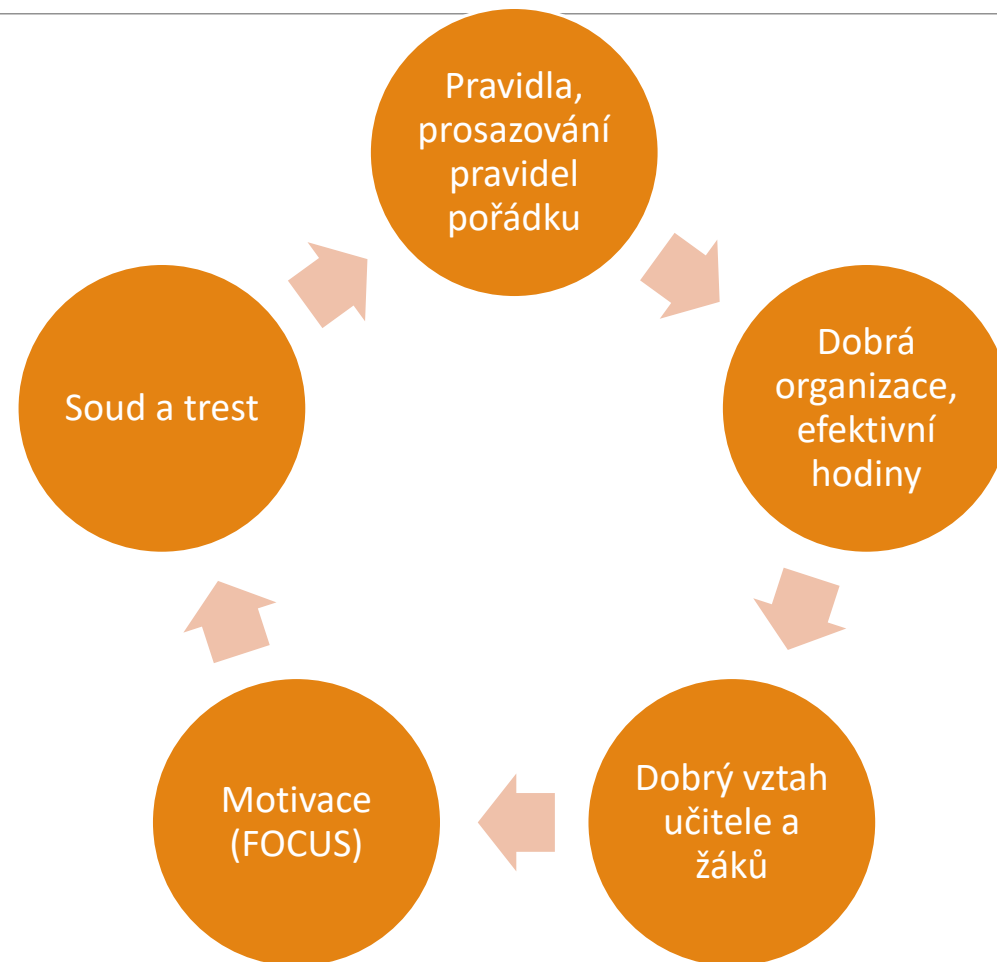 Pravidla,
prosazování
pravidel
pořádku
Dobrá
organizace,
efektivní
hodiny
Dobrý vztah
učitele a
žáků
Motivace
(FOCUS)
Soud a trest